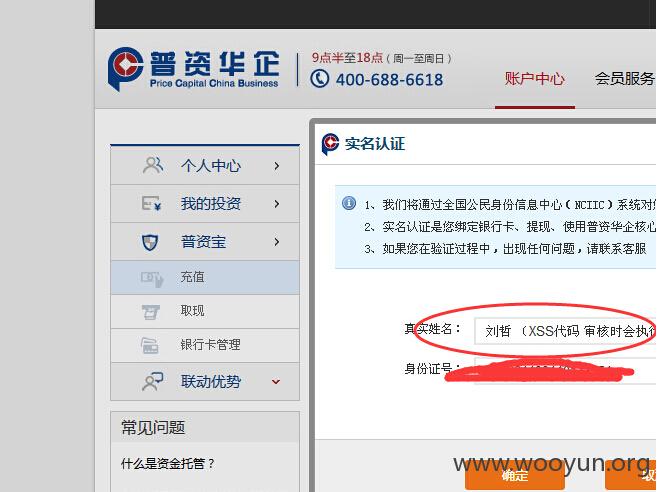 9点半至18点（周一至周日）
普资华企
Price Capital China Business
400-688-6618
账户中心
会员服务
实名认证
个人中心
我的投资
普资宝
充值
取现
银行卡管理
联动优势
常见问题
什么是资金托管？
1、我们将通过全国公民身份信息中心（NCIIC）系统对
2、实名认证是您绑定银行卡、提现、使用普资华企核心
3、如果您在验证过程中，出现任何问题，请联系客服
真实姓名：
刘哲 （XSS代码 审核时会执行
身份证号：
确定
取
www.wooyun.org